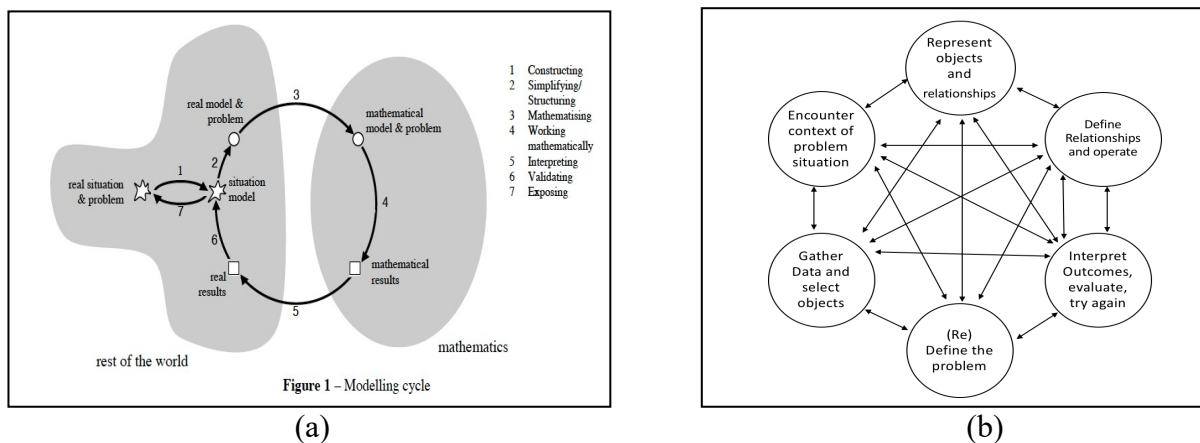 real situation
& problem
1
7
2
situation
model
real model &
problem
3
mathematical
model & problem
4
mathematical
results
5
real
results
6
rest of the world
mathematics
1 Constructing
2 Simplifying/
Structuring
3 Mathematising
4 Working
mathematically
5 Interpreting
6 Validating
7 Exposing
Figure 1 – Modelling cycle
(a)
Represent
objects
and
relationships
Encounter
context of
problem
situation
Define
Relationships
and operate
Gather
Data and
select
objects
Interpret
Outcomes,
evaluate,
try again
(Re)
Define the
problem
(b)